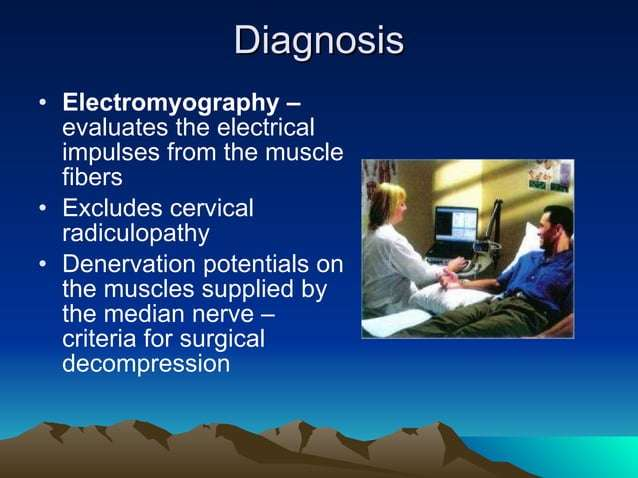 Diagnosis
• Electromyography –
evaluates the electrical
impulses from the muscle
fibers
• Excludes cervical
radiculopathy
• Denervation potentials on
the muscles supplied by
the median nerve –
criteria for surgical
decompression